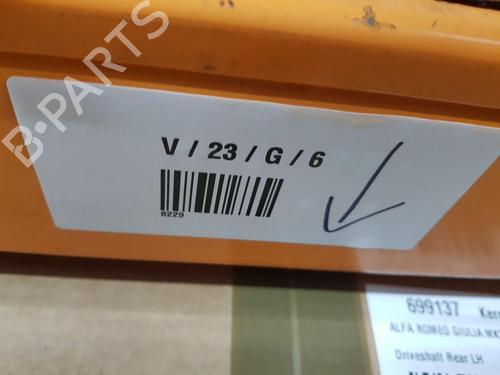 B-PARTS
V / 23 / G / 6
8229
699137
ALFA ROMEO GIULIA
Driveshaft Rear LH